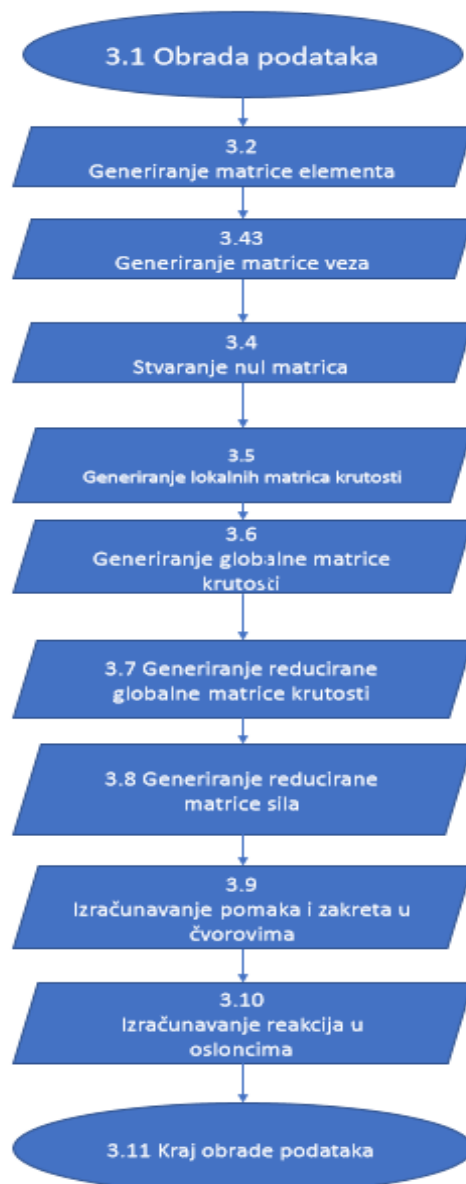 3.1 Obrada podataka
3.2
Generiranje matrice elementa
3.43
Generiranje matrice veza
3.4
Stvaranje nul matrica
3.5
Generiranje lokalnih matrica krutosti
3.6
Generiranje globalne matrice
krutosti
3.7 Generiranje reducirane
globalne matrice krutosti
3.8 Generiranje reducirane
matrice sila
3.9
Izračunavanje pomaka i zakreta u
čvorovima
3.10
Izračunavanje reakcija u
osloncima
3.11 Kraj obrade podataka